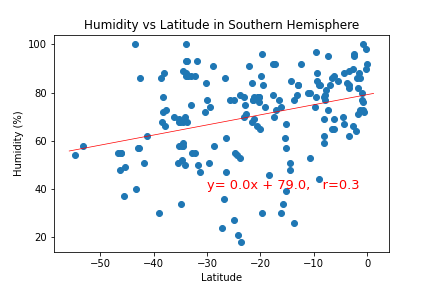 Humidity vs Latitude in Southern Hemisphere
100
80
60
40
20
Humidity (%)
y= 0.0x + 79.0, r=0.3
−50 −40 −30 −20 −10 0
Latitude